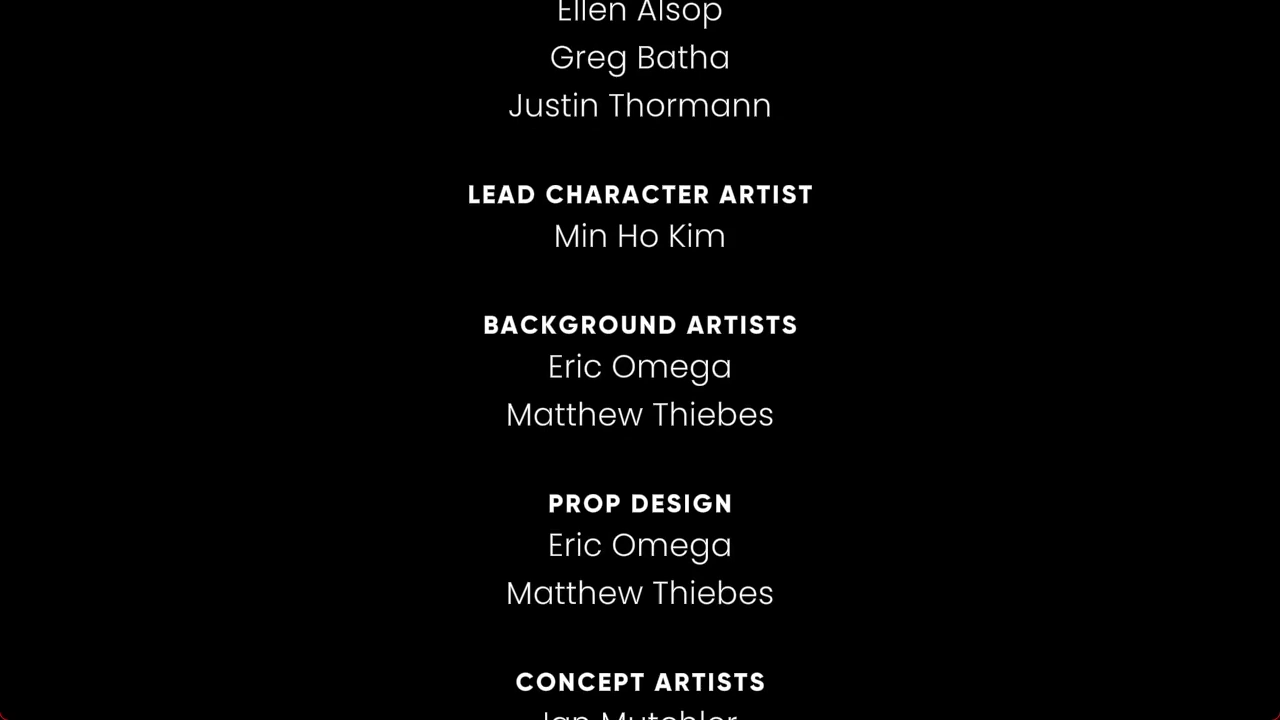 Ellen Alsop
Greg Batha
Justin Thormann
LEAD CHARACTER ARTIST
Min Ho Kim
BACKGROUND ARTISTS
Eric Omega
Matthew Thiebes
PROP DESIGN
Eric Omega
Matthew Thiebes
CONCEPT ARTISTS